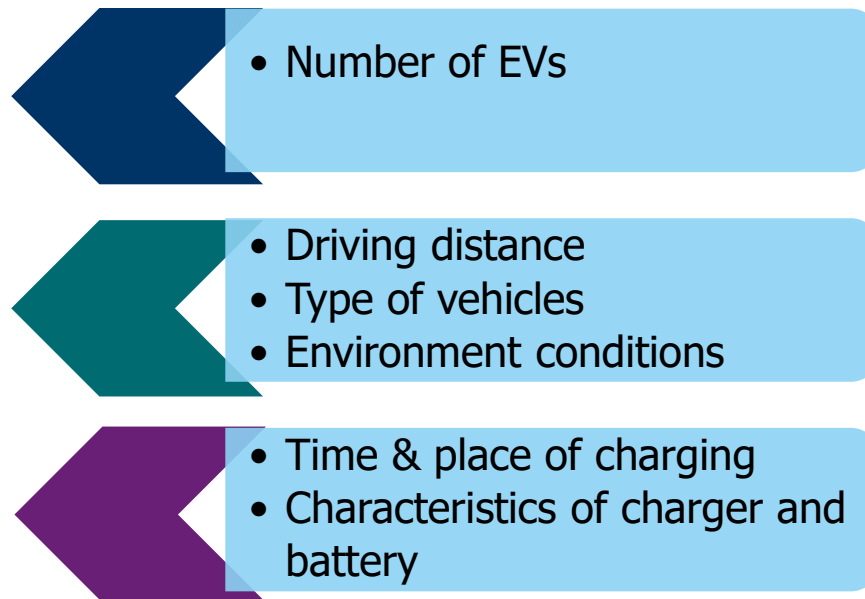 • Number of EVs
• Driving distance
• Type of vehicles
• Environment conditions
• Time & place of charging
• Characteristics of charger and
battery